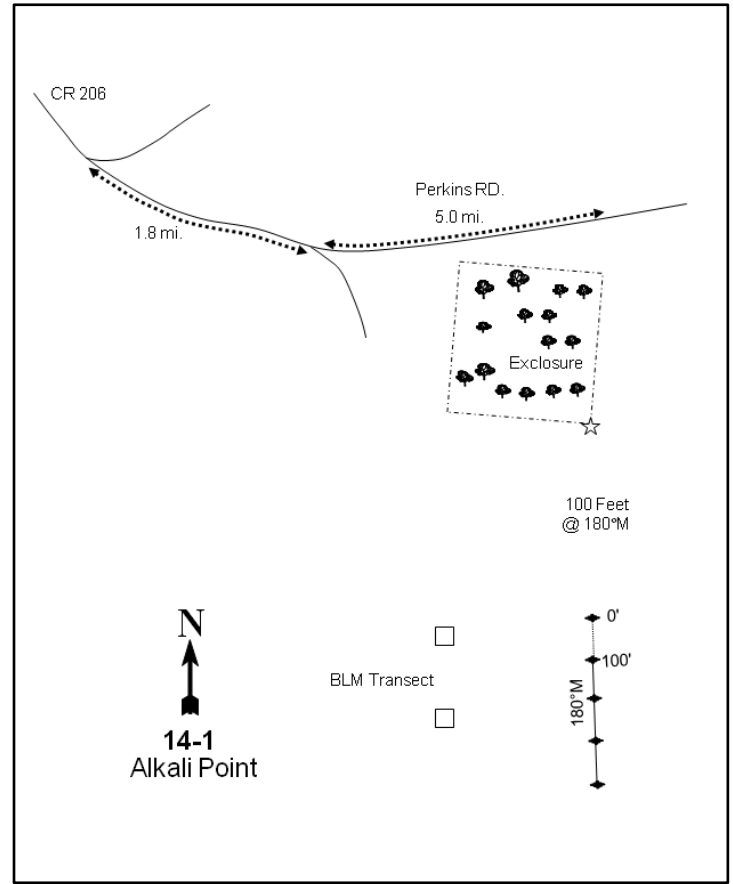 CR 206
Perkins RD.
5.0 mi.
1.8 mi.
Exclosure
100 Feet
@ 180°M
N
0'
100'
BLM Transect
180°M
14-1
Alkali Point